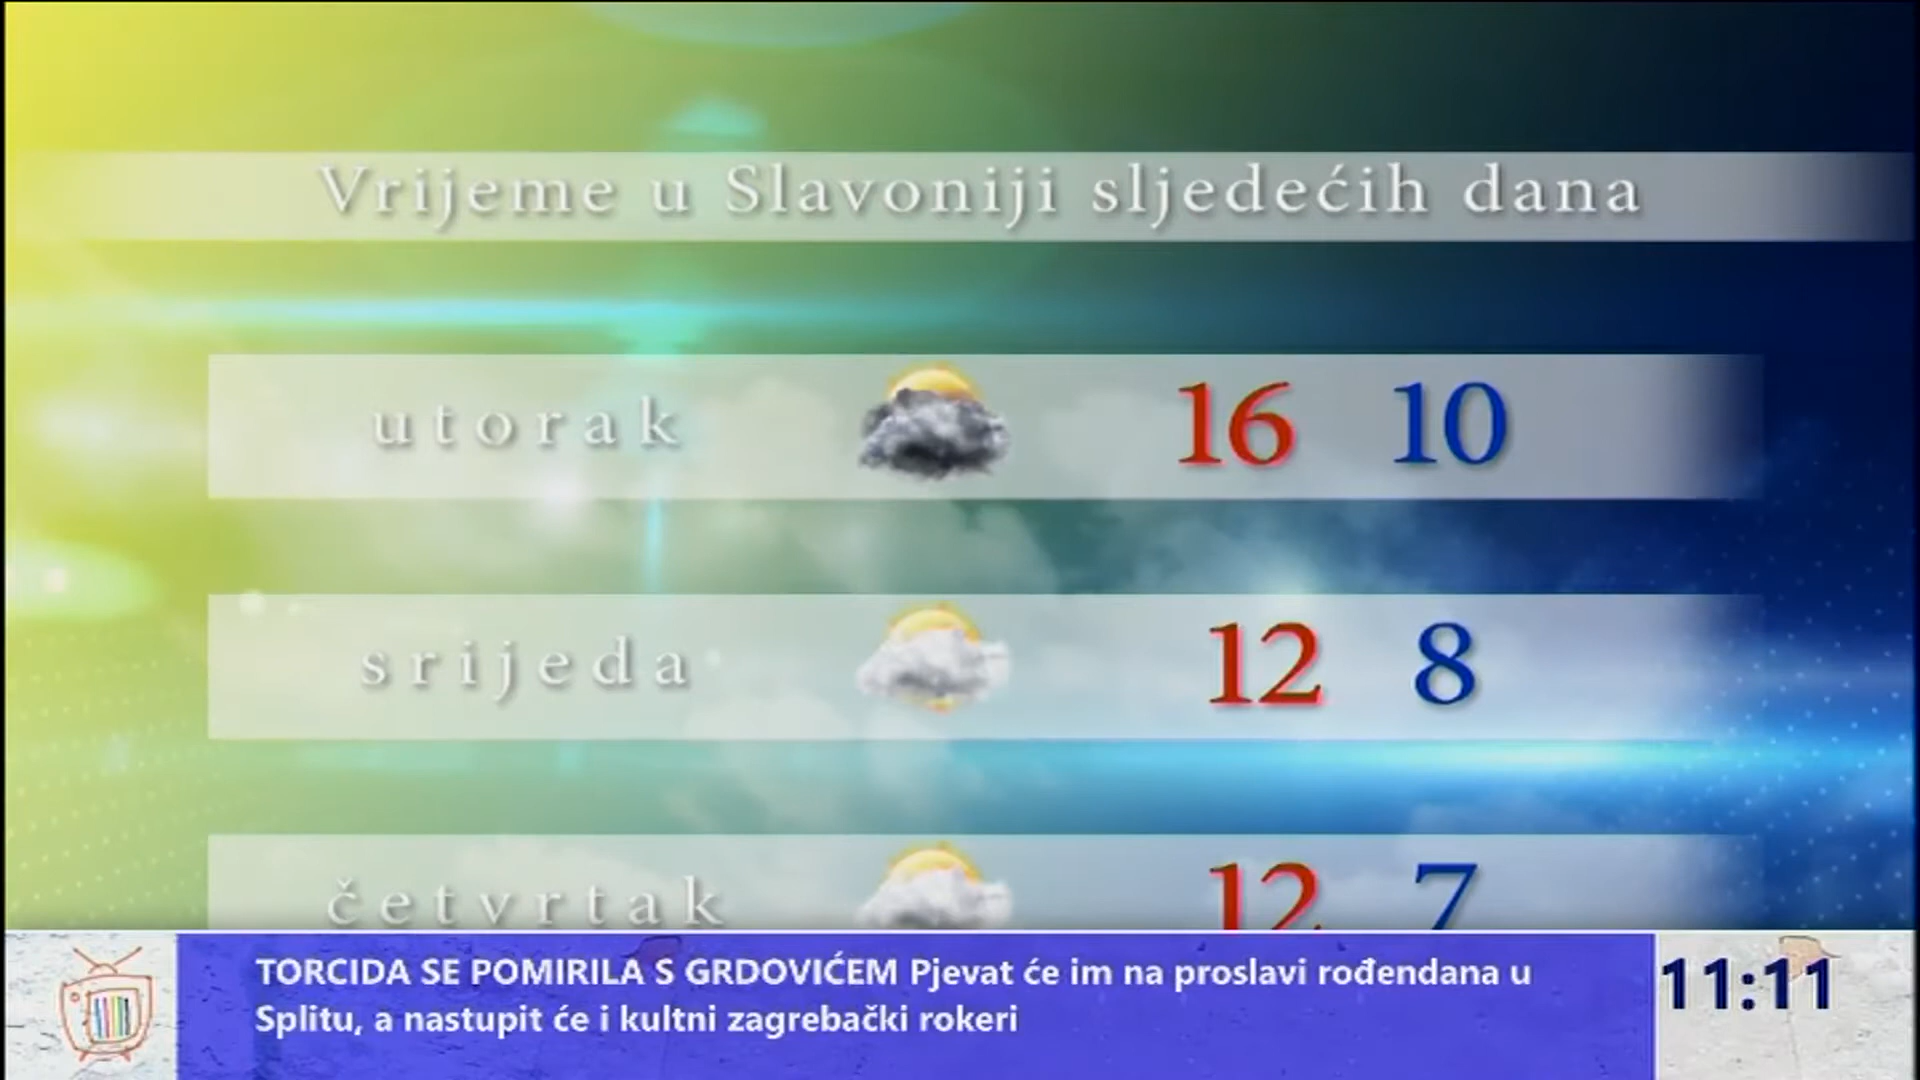 Vrijeme u Slavoniji sljedećih dana
utorak 16 10
srijeda 12 8
četvrtak 12 7
TORCIDA SE POMIRILA S GRDOVIĆEM Pjevat će im na proslavi rođendana u
Splitu, a nastupit će i kultni zagrebački rokeri
11:11